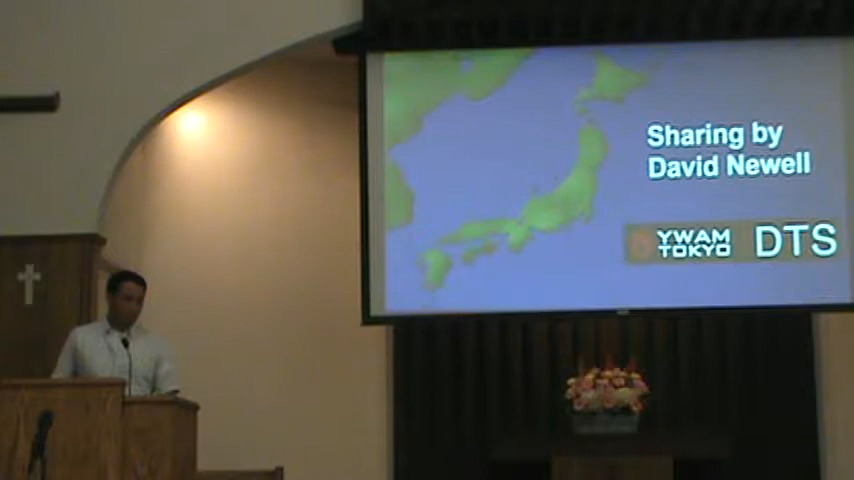 Sharing by
David Newell
YWAM
TOKYO
DTS